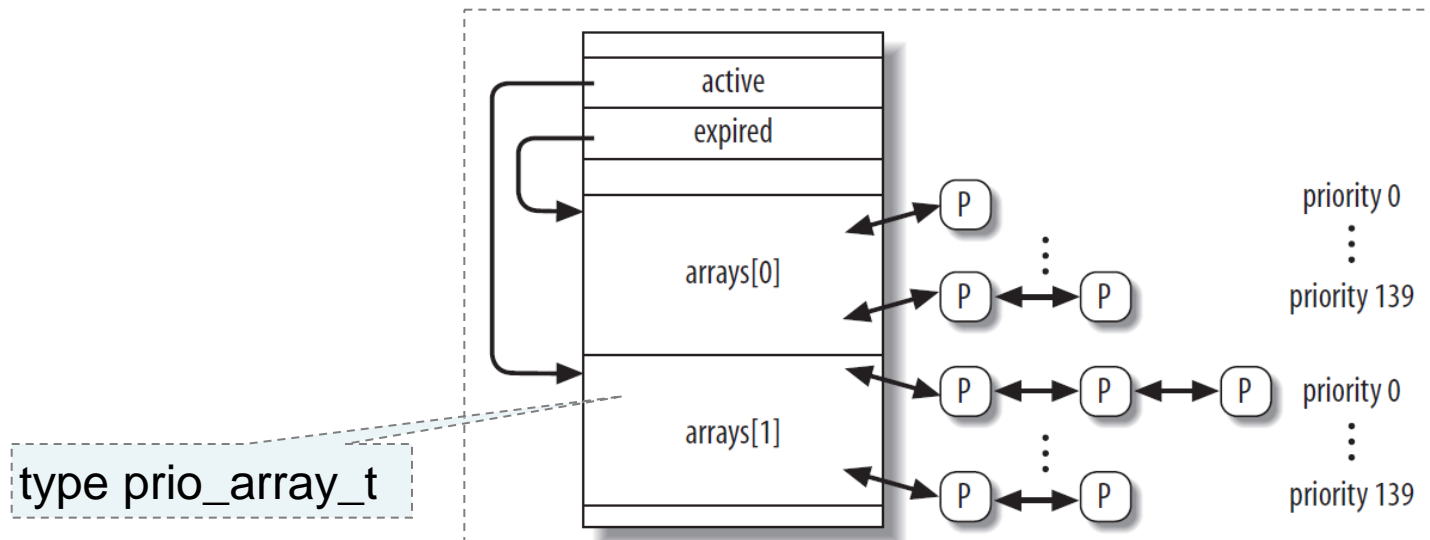 active
expired
arrays[0]
P
priority 0
P
P
priority 139
arrays[1]
P
P
P
priority 0
P
P
priority 139
type prio_array_t